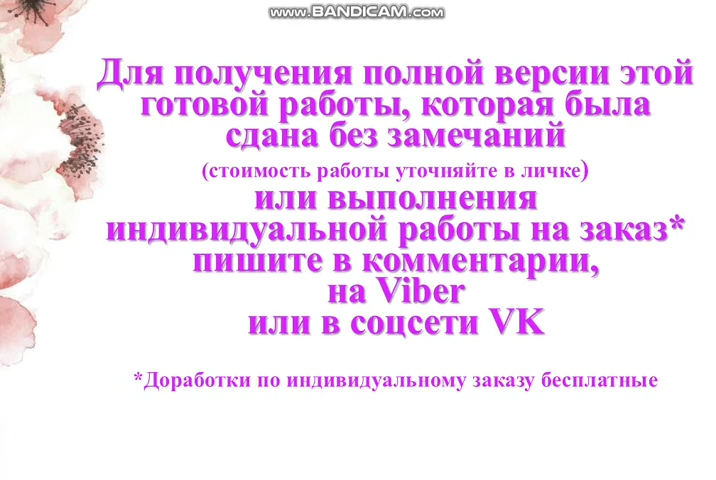 www.BANDICAM.com
Для получения полной версии этой
готовой работы, которая была
сдана без замечаний
(стоимость работы уточняйте в личке)
или выполнения
индивидуальной работы на заказ*
пишите в комментарии,
на Viber
или в соцсети VK
*Доработки по индивидуальному заказу бесплатные